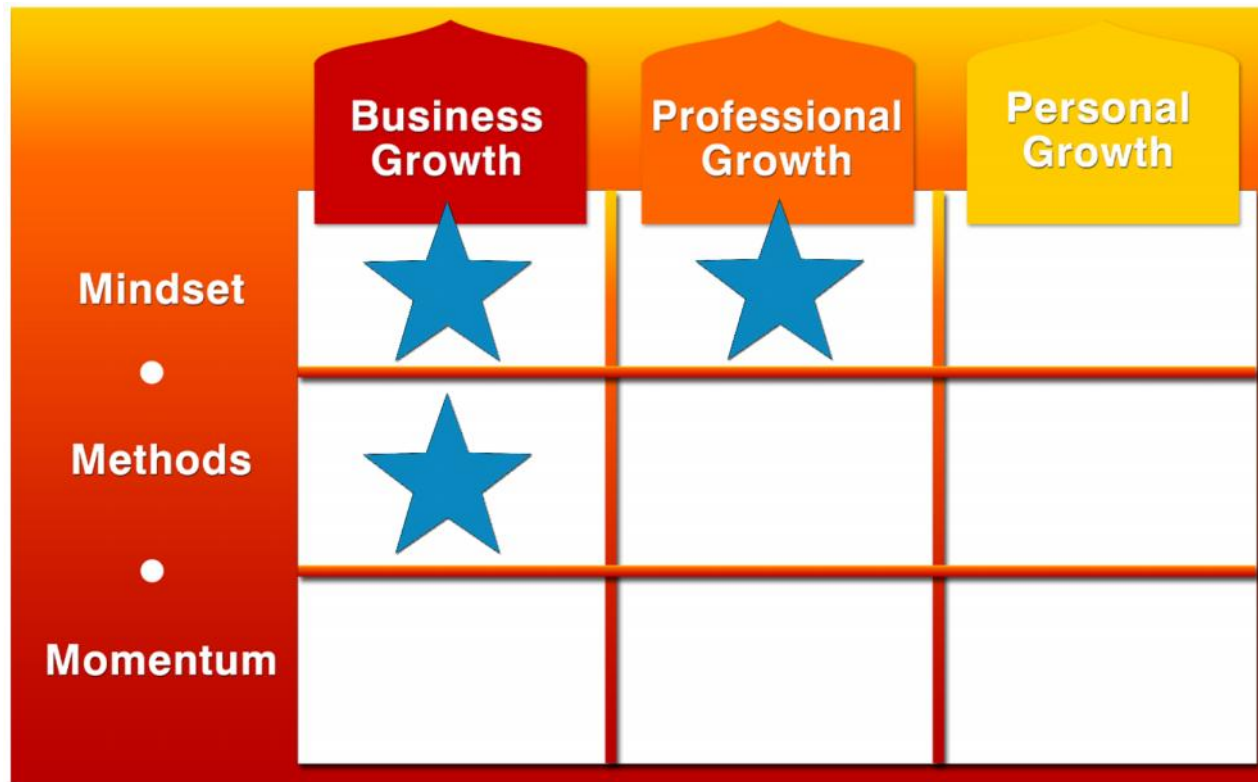 Business
Growth
Professional
Growth
Personal
Growth
Mindset
Methods
Momentum